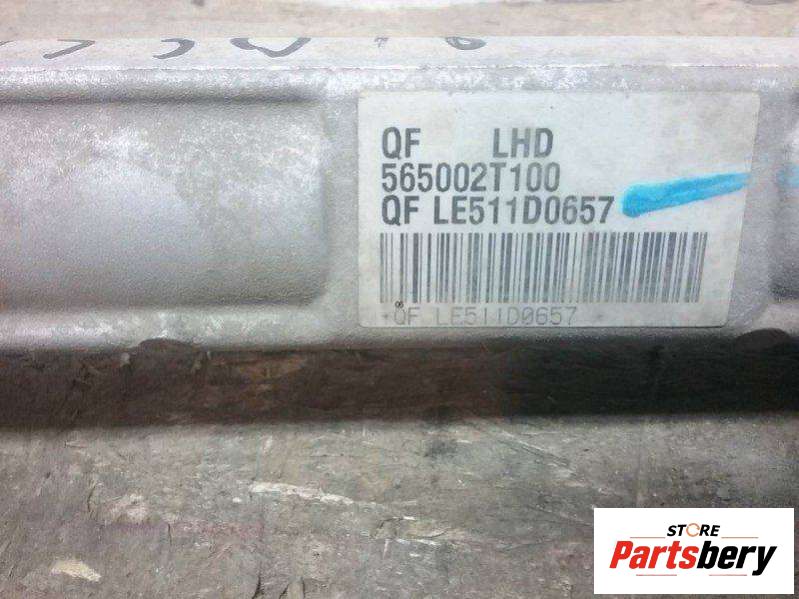 QF LHD
565002T100
QF LE511D0657
QF LE511D0657
STORE
Partsbery